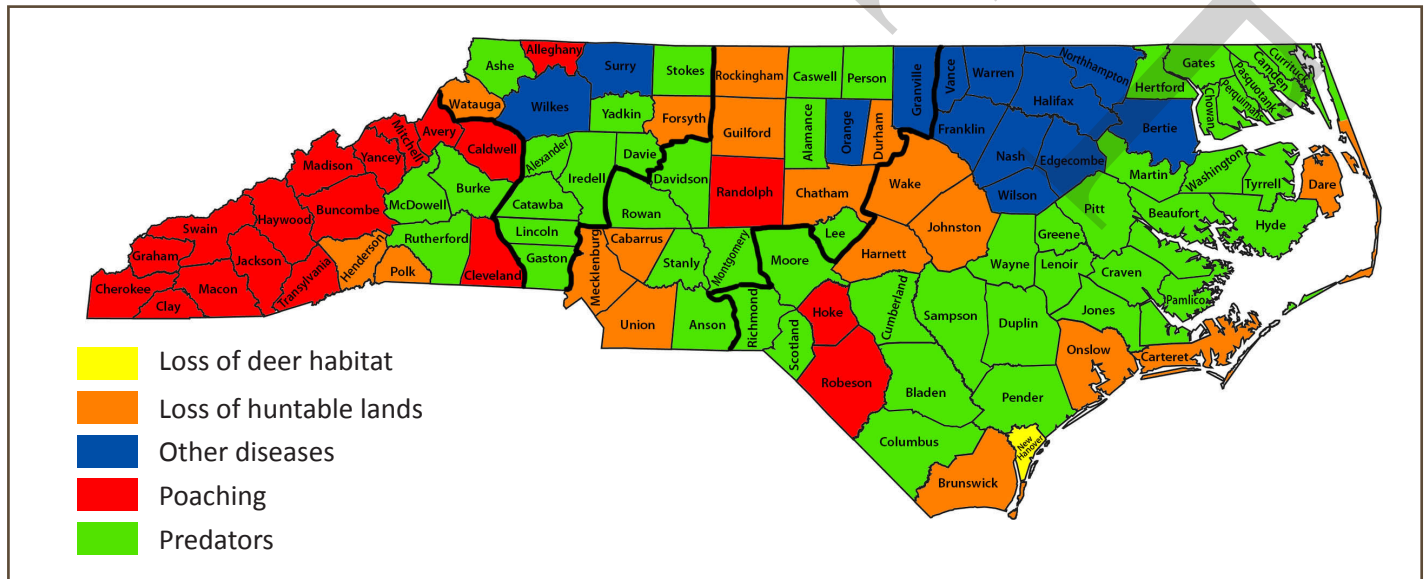 Alleghany
Ashe
Surry
Stokes
Rockingham
Caswell
Person
Granville
Vance
Warren
Northhampton
Gates
Currituck
Camden
Pasquotank
Perquimans
Chowan
Hertford
Watauga
Wilkes
Yadkin
Forsyth
Guilford
Alamance
Orange
Durham
Franklin
Halifax
Bertie
Nash
Edgecombe
Mitchell
Avery
Caldwell
Alexander
Davie
Iredell
Davidson
Randolph
Chatham
Wake
Wilson
Martin
Washington
Tyrrell
Dare
Madison
Yancey
Burke
McDowell
Buncombe
Catawba
Rowan
Lee
Johnston
Pitt
Beaufort
Hyde
Swain
Haywood
Graham
Jackson
Rutherford
Lincoln
Gaston
Cleveland
Mecklenburg
Cabarrus
Stanly
Montgomery
Moore
Harnett
Greene
Wayne
Lenoir
Craven
Pamlico
Cherokee
Clay
Macon
Transylvania
Henderson
Polk
Union
Anson
Richmond
Scotland
Hoke
Cumberland
Sampson
Duplin
Jones
Onslow
Carteret
Robeson
Bladen
Pender
Columbus
Brunswick
New
Hanover
Loss of deer habitat
Loss of huntable lands
Other diseases
Poaching
Predators